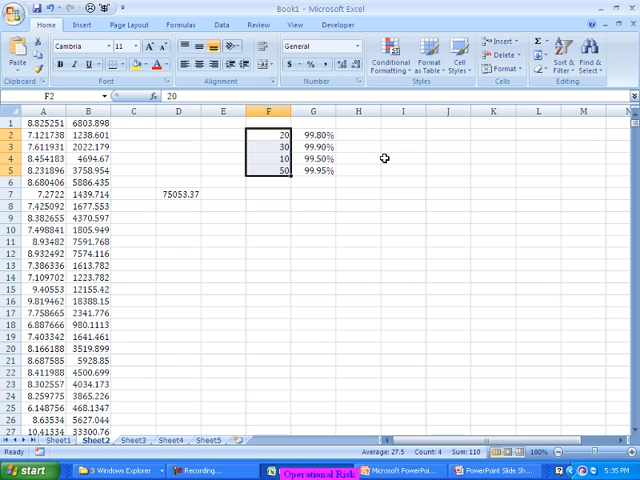 Book1 - Microsoft Excel
Home Insert Page Layout Formulas Data Review View Developer
Paste
Clipboard
Cambria 11
B I U
Font
Alignment
General
$ % ,
Number
Conditional Formatting Format as Table Cell Styles
Styles
Insert
Delete
Format
Cells
Editing
F2 20
A B C D E F G H I J K L M N
1 8.825251 6803.898
2 7.121738 1238.601 20 99.80%
3 7.611931 2022.179 30 99.90%
4 8.454183 4694.67 10 99.50%
5 8.231896 3758.954 50 99.95%
6 8.680406 5886.435
7 7.2722 1439.714 75053.37
8 7.425092 1677.553
9 8.382655 4370.597
10 7.498841 1805.949
11 8.93482 7591.768
12 8.932492 7574.116
13 7.386336 1613.782
14 7.109702 1223.782
15 9.40553 12155.42
16 9.819462 18388.15
17 7.758665 2341.776
18 6.887666 980.1113
19 7.403342 1641.461
20 8.166188 3519.899
21 8.687585 5928.85
22 8.411988 4500.699
23 8.302557 4034.173
24 8.259775 3865.226
25 6.148756 468.1347
26 8.63534 5627.044
27 10.41334 33300.76
Sheet1 Sheet2 Sheet3 Sheet4 Sheet5
Ready Average: 27.5 Count: 4 Sum: 110 100%
start 3 Windows Explorer Recording... Operational Risk Microsoft PowerPoi... PowerPoint Slide Sh... 5:35 PM